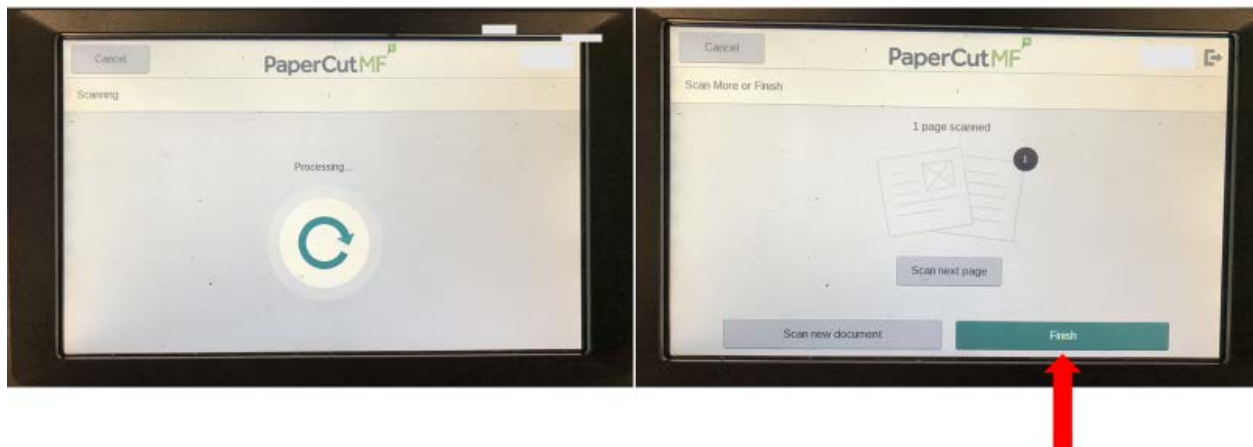 Cancel
PaperCutMF
P
Scanning
Processing...
Cancel
PaperCutMF
P
Scan More or Finish
1 page scanned
1
Scan next page
Scan new document
Finish